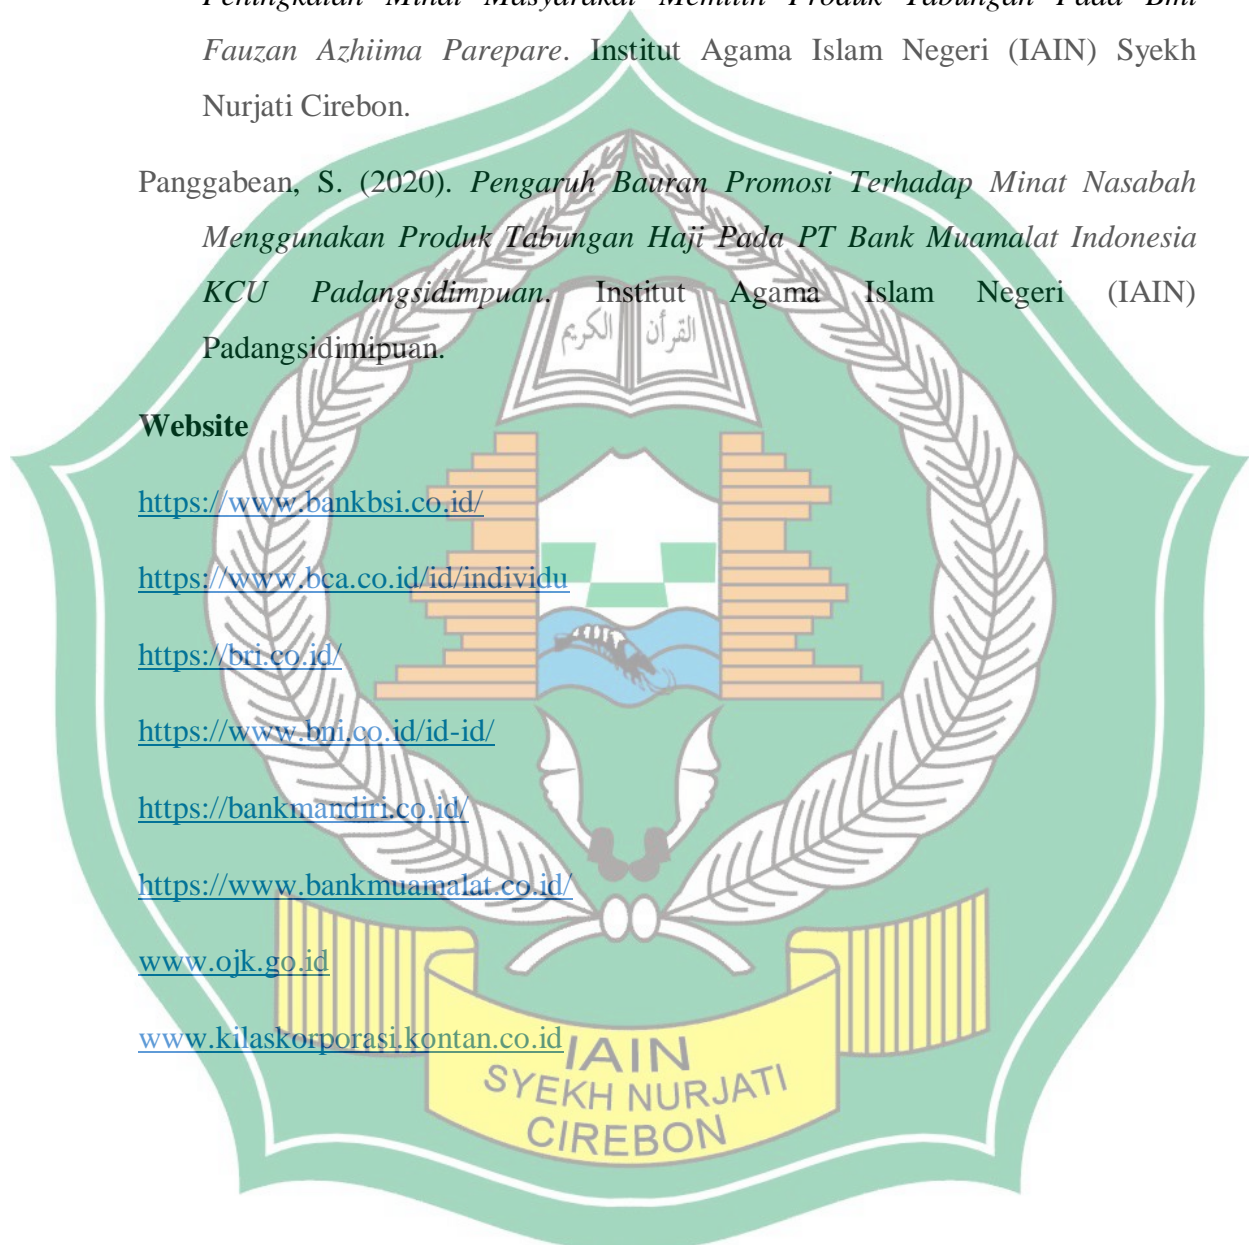 Peningkatan Minat Masyarakat Memilih Produk Tabungan Pada Bmt
Fauzan Azhiima Parepare. Institut Agama Islam Negeri (IAIN) Syekh
Nurjati Cirebon.
Panggabean, S. (2020). Pengaruh Bauran Promosi Terhadap Minat Nasabah
Menggunakan Produk Tabungan Haji Pada PT Bank Muamalat Indonesia
KCU Padangsidimpuan. Institut Agama Islam Negeri (IAIN)
Padangsidimipuan.
القرأن الكريم
Website
https://www.bankbsi.co.id/
https://www.bca.co.id/id/individu
https://bri.co.id/
https://www.bni.co.id/id-id/
https://bankmandiri.co.id/
https://www.bankmuamalat.co.id/
www.ojk.go.id
www.kilaskorporasi.kontan.co.id
IAIN
SYEKH NURJATI
CIREBON